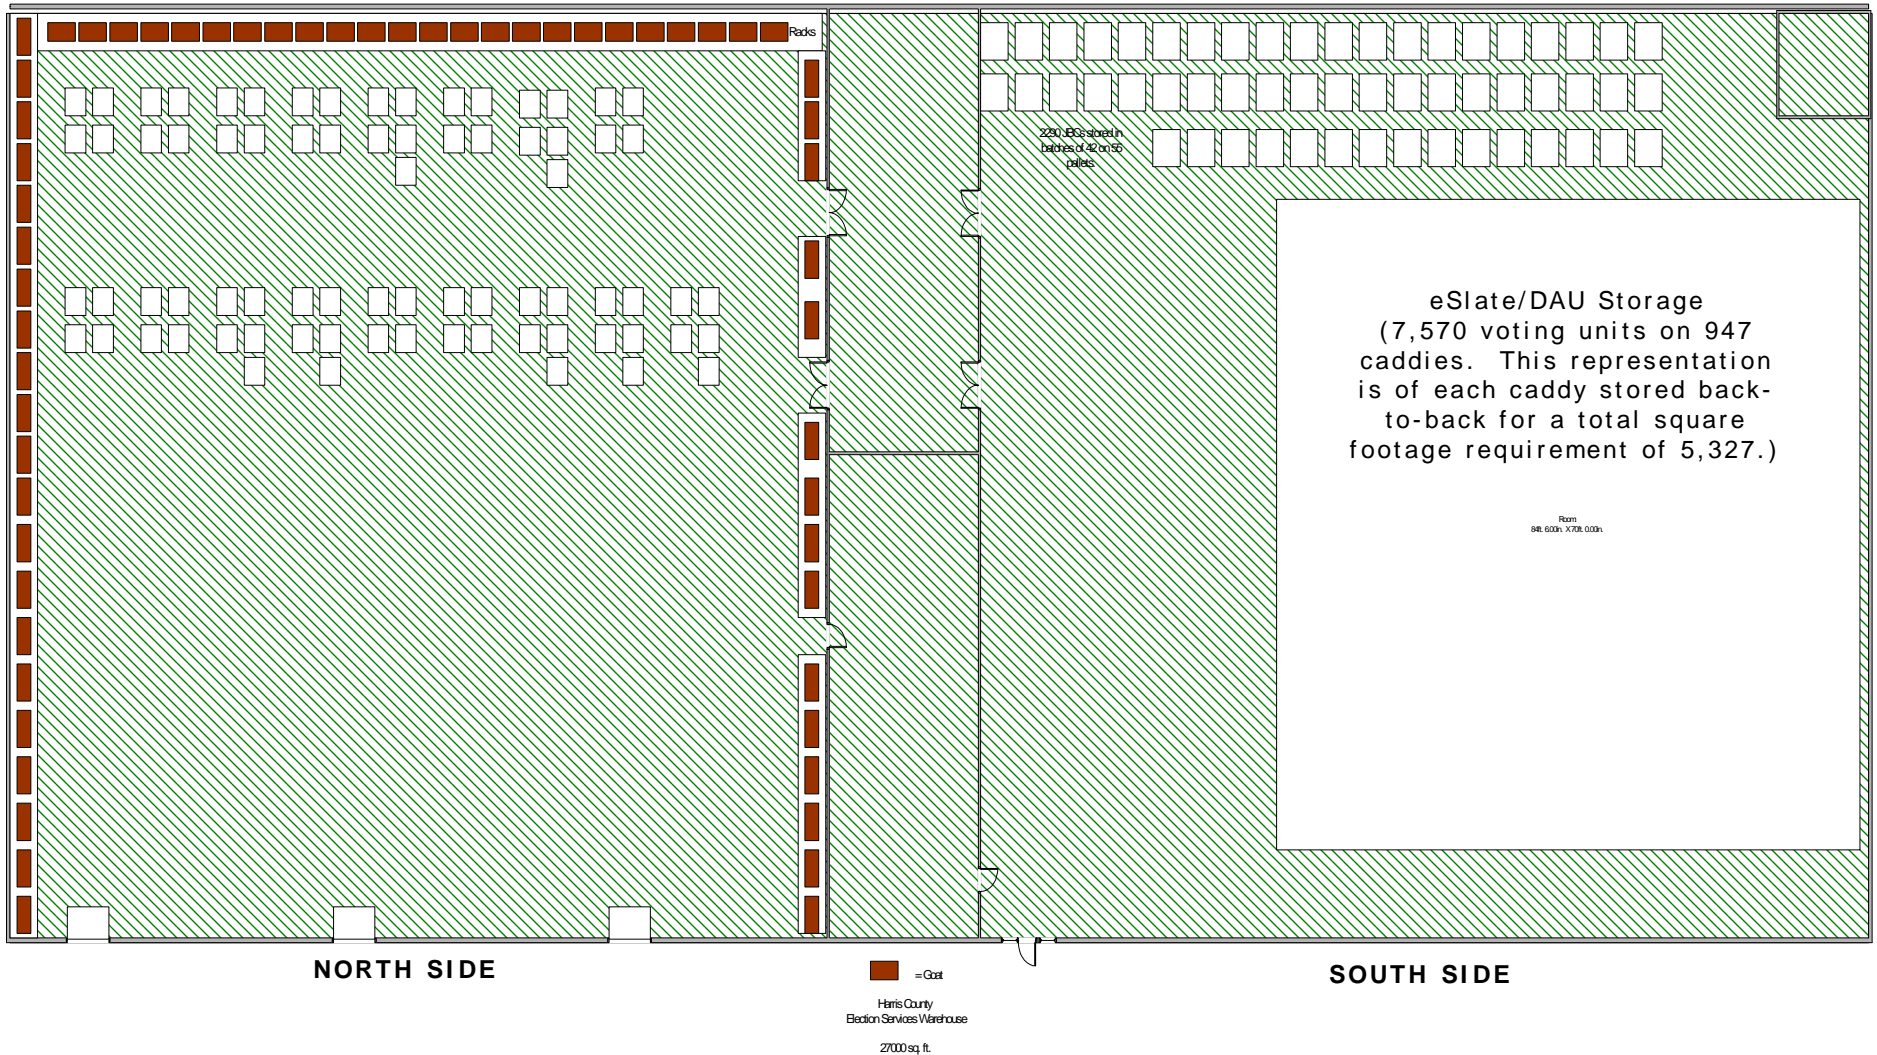 Racks
2290 JBCs stored in
batches of 42 on 55
pallets.
eSlate/DAU Storage
(7,570 voting units on 947
caddies. This representation
is of each caddy stored back-
to-back for a total square
footage requirement of 5,327.)
Room
84ft. 6.00in. X 70ft. 0.00in.
NORTH SIDE
SOUTH SIDE
= Goat
Harris County
Election Services Warehouse
27000 sq. ft.